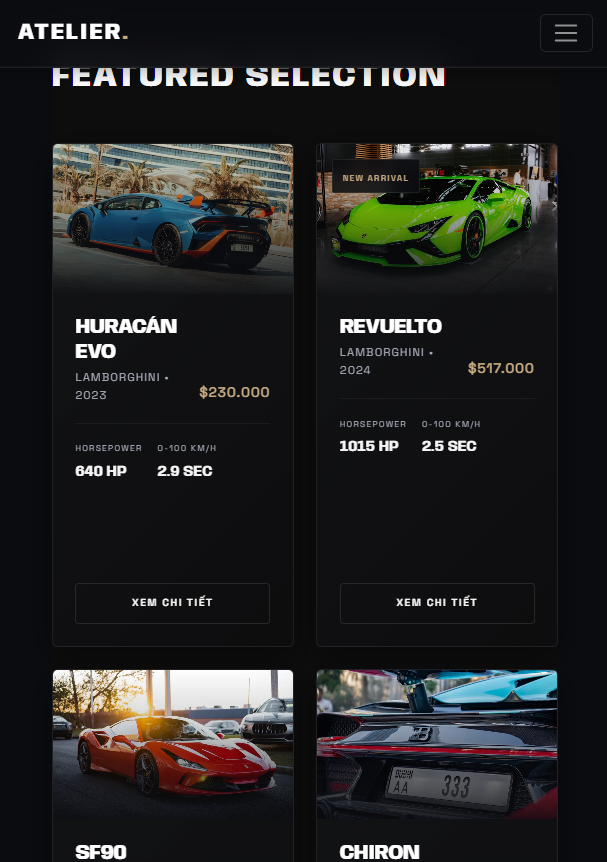 ATELIER.
FEATURED SELECTION
NEW ARRIVAL
HURACÁN
EVO
LAMBORGHINI •
2023
$230.000
HORSEPOWER 0-100 KM/H
640 HP 2.9 SEC
XEM CHI TIẾT
REVUELTO
LAMBORGHINI •
2024
$517.000
HORSEPOWER 0-100 KM/H
1015 HP 2.5 SEC
XEM CHI TIẾT
DUBAI
AA 333
SF90
CHIRON